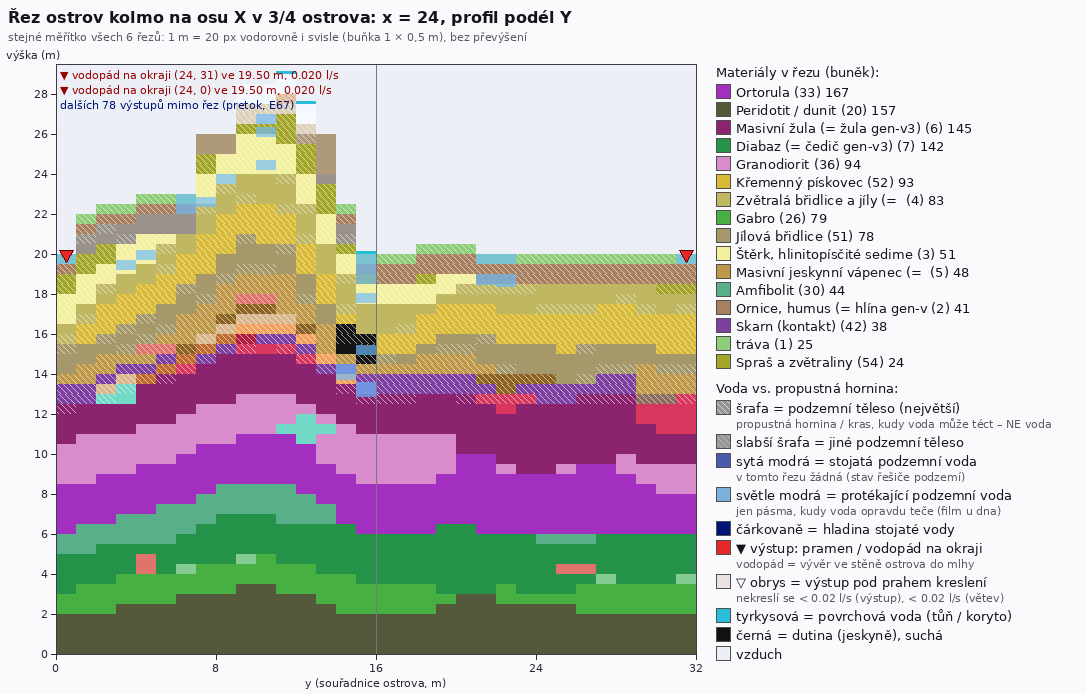 Řez ostrov kolmo na osu X v 3/4 ostrova: x = 24, profil podél Y
stejné měřítko všech 6 řezů: 1 m = 20 px vodorovně i svisle (buňka 1 × 0,5 m), bez převýšení
výška (m)
▼ vodopád na okraji (24, 31) ve 19.50 m, 0.020 l/s
▼ vodopád na okraji (24, 0) ve 19.50 m, 0.020 l/s
dalších 78 výstupů mimo řez (pretok, E67)
28
26
24
22
20
18
16
14
12
10
8
6
4
2
0
0
8
16
24
32
y (souřadnice ostrova, m)
Materiály v řezu (buněk):
Ortorula (33) 167
Peridotit / dunit (20) 157
Masivní žula (= žula gen-v3) (6) 145
Diabaz (= čedič gen-v3) (7) 142
Granodiorit (36) 94
Křemenný pískovec (52) 93
Zvětralá břidlice a jíly (=  (4) 83
Gabro (26) 79
Jílová břidlice (51) 78
Štěrk, hlinitopísčité sedime (3) 51
Masivní jeskynní vápenec (=  (5) 48
Amfibolit (30) 44
Ornice, humus (= hlína gen-v (2) 41
Skarn (kontakt) (42) 38
tráva (1) 25
Spraš a zvětraliny (54) 24
Voda vs. propustná hornina:
šrafa = podzemní těleso (největší)
propustná hornina / kras, kudy voda může téct – NE voda
slabší šrafa = jiné podzemní těleso
sytá modrá = stojatá podzemní voda
v tomto řezu žádná (stav řešiče podzemí)
světle modrá = protékající podzemní voda
jen pásma, kudy voda opravdu teče (film u dna)
čárkovaně = hladina stojaté vody
▼ výstup: pramen / vodopád na okraji
vodopád = vývěr ve stěně ostrova do mlhy
▽ obrys = výstup pod prahem kreslení
nekreslí se < 0.02 l/s (výstup), < 0.02 l/s (větev)
tyrkysová = povrchová voda (tůň / koryto)
černá = dutina (jeskyně), suchá
vzduch